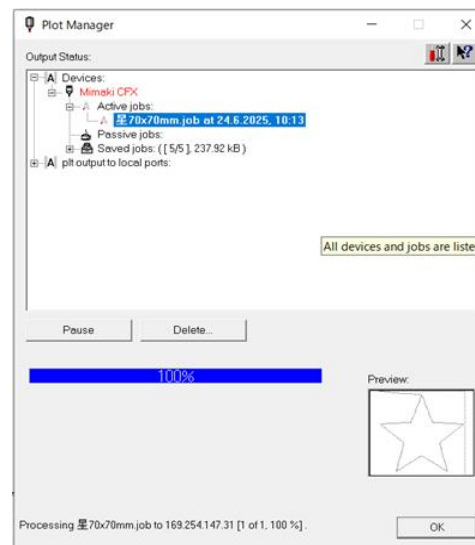 Plot Manager
Output Status:
Devices:
Mimaki CFX
Active jobs:
星70x70mm.job at 24.6.2025, 10:13
Passive jobs:
Saved jobs: ( [ 5/5 ], 237.92 kB )
plt output to local ports:
All devices and jobs are liste
Pause
Delete...
100%
Preview:
Processing 星70x70mm.job to 169.254.147.31 [1 of 1, 100 %] .
OK